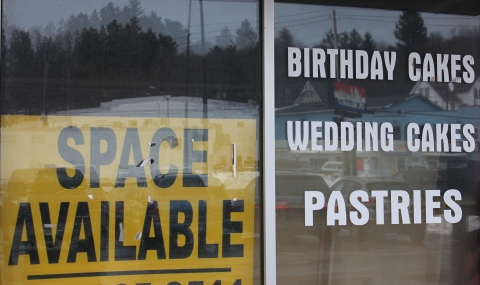 SPACE
AVAILABLE
BIRTHDAY CAKES
WEDDING CAKES
PASTRIES